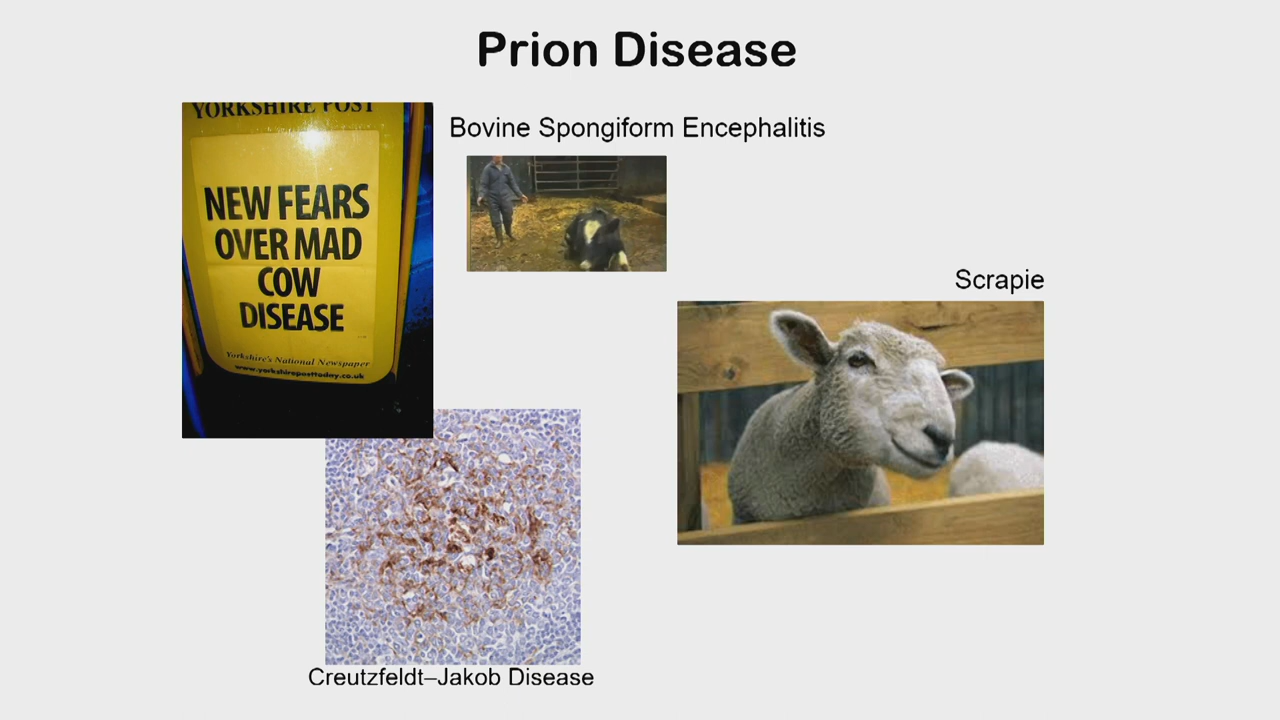 Prion Disease
YORKSHIRE POST
NEW FEARS
OVER MAD
COW
DISEASE
Yorkshire's National Newspaper
www.yorkshireposttoday.co.uk
Bovine Spongiform Encephalitis
Scrapie
Creutzfeldt–Jakob Disease